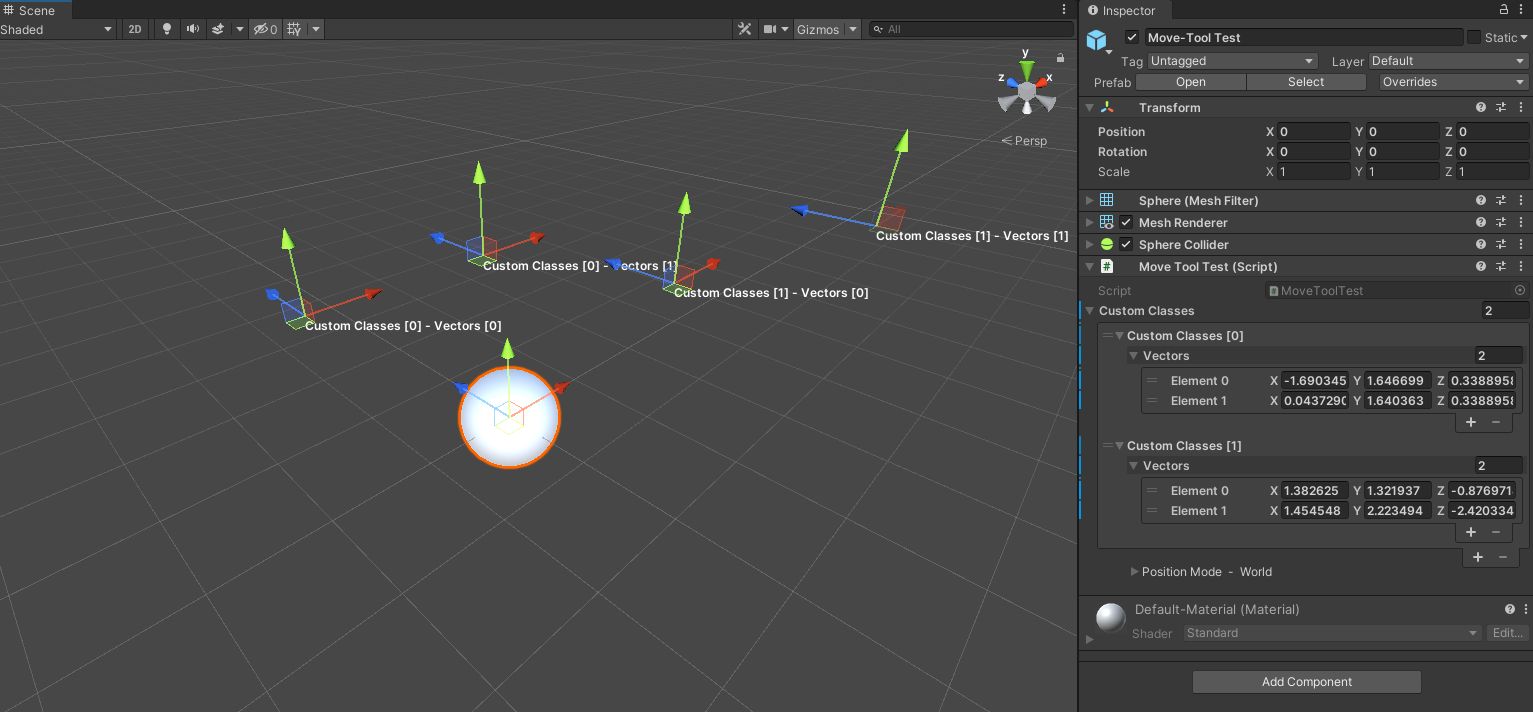 Scene
Shaded 2D 0 Gizmos All
y
z x
Persp
Custom Classes [1] - Vectors [1]
Custom Classes [0] - Vectors [1]
Custom Classes [1] - Vectors [0]
Custom Classes [0] - Vectors [0]
Inspector
Move-Tool Test Static
Tag Untagged Layer Default
Prefab Open Select Overrides
Transform
Position X 0 Y 0 Z 0
Rotation X 0 Y 0 Z 0
Scale X 1 Y 1 Z 1
Sphere (Mesh Filter)
Mesh Renderer
Sphere Collider
# Move Tool Test (Script)
Script MoveToolTest
Custom Classes 2
Custom Classes [0]
Vectors 2
Element 0 X -1.690345 Y 1.646699 Z 0.3388958
Element 1 X 0.0437290 Y 1.640363 Z 0.3388958
+ −
Custom Classes [1]
Vectors 2
Element 0 X 1.382625 Y 1.321937 Z -0.876971
Element 1 X 1.454548 Y 2.223494 Z -2.420334
+ −
+ −
Position Mode - World
Default-Material (Material)
Shader Standard Edit...
Add Component